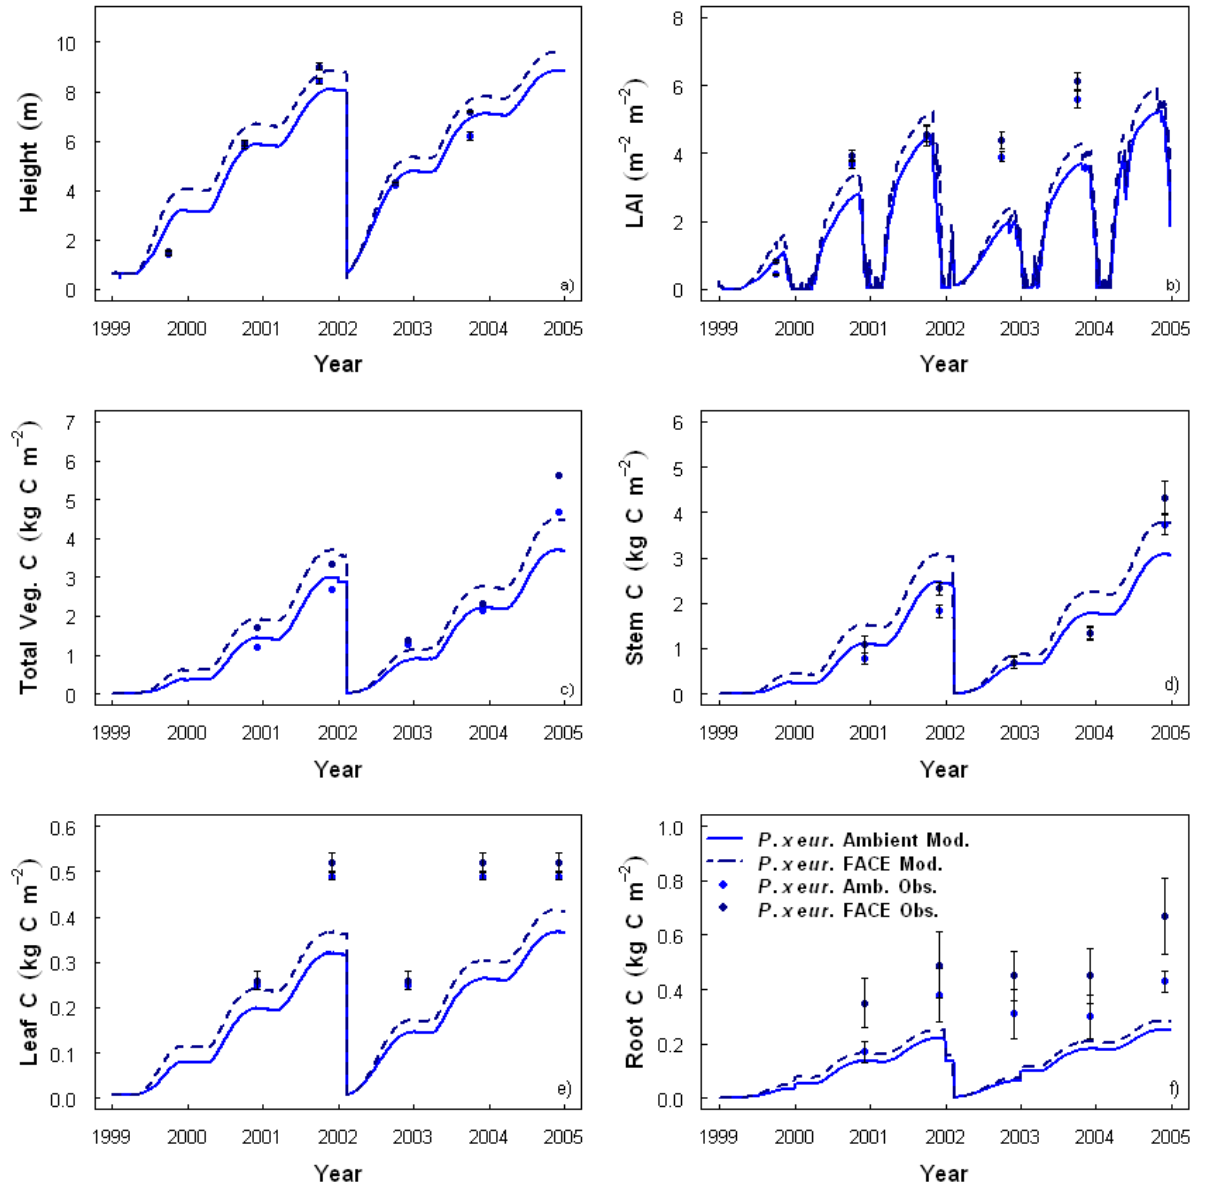 Height (m)
10
8
6
4
2
0
a)
1999 2000 2001 2002 2003 2004 2005
Year
LAI (m⁻² m⁻²)
8
6
4
2
0
b)
1999 2000 2001 2002 2003 2004 2005
Year
Total Veg. C (kg C m⁻²)
7
6
5
4
3
2
1
0
c)
1999 2000 2001 2002 2003 2004 2005
Year
Stem C (kg C m⁻²)
6
5
4
3
2
1
0
d)
1999 2000 2001 2002 2003 2004 2005
Year
Leaf C (kg C m⁻²)
0.6
0.5
0.4
0.3
0.2
0.1
0.0
e)
1999 2000 2001 2002 2003 2004 2005
Year
Root C (kg C m⁻²)
1.0
0.8
0.6
0.4
0.2
0.0
P. x eur. Ambient Mod.
P. x eur. FACE Mod.
P. x eur. Amb. Obs.
P. x eur. FACE Obs.
f)
1999 2000 2001 2002 2003 2004 2005
Year